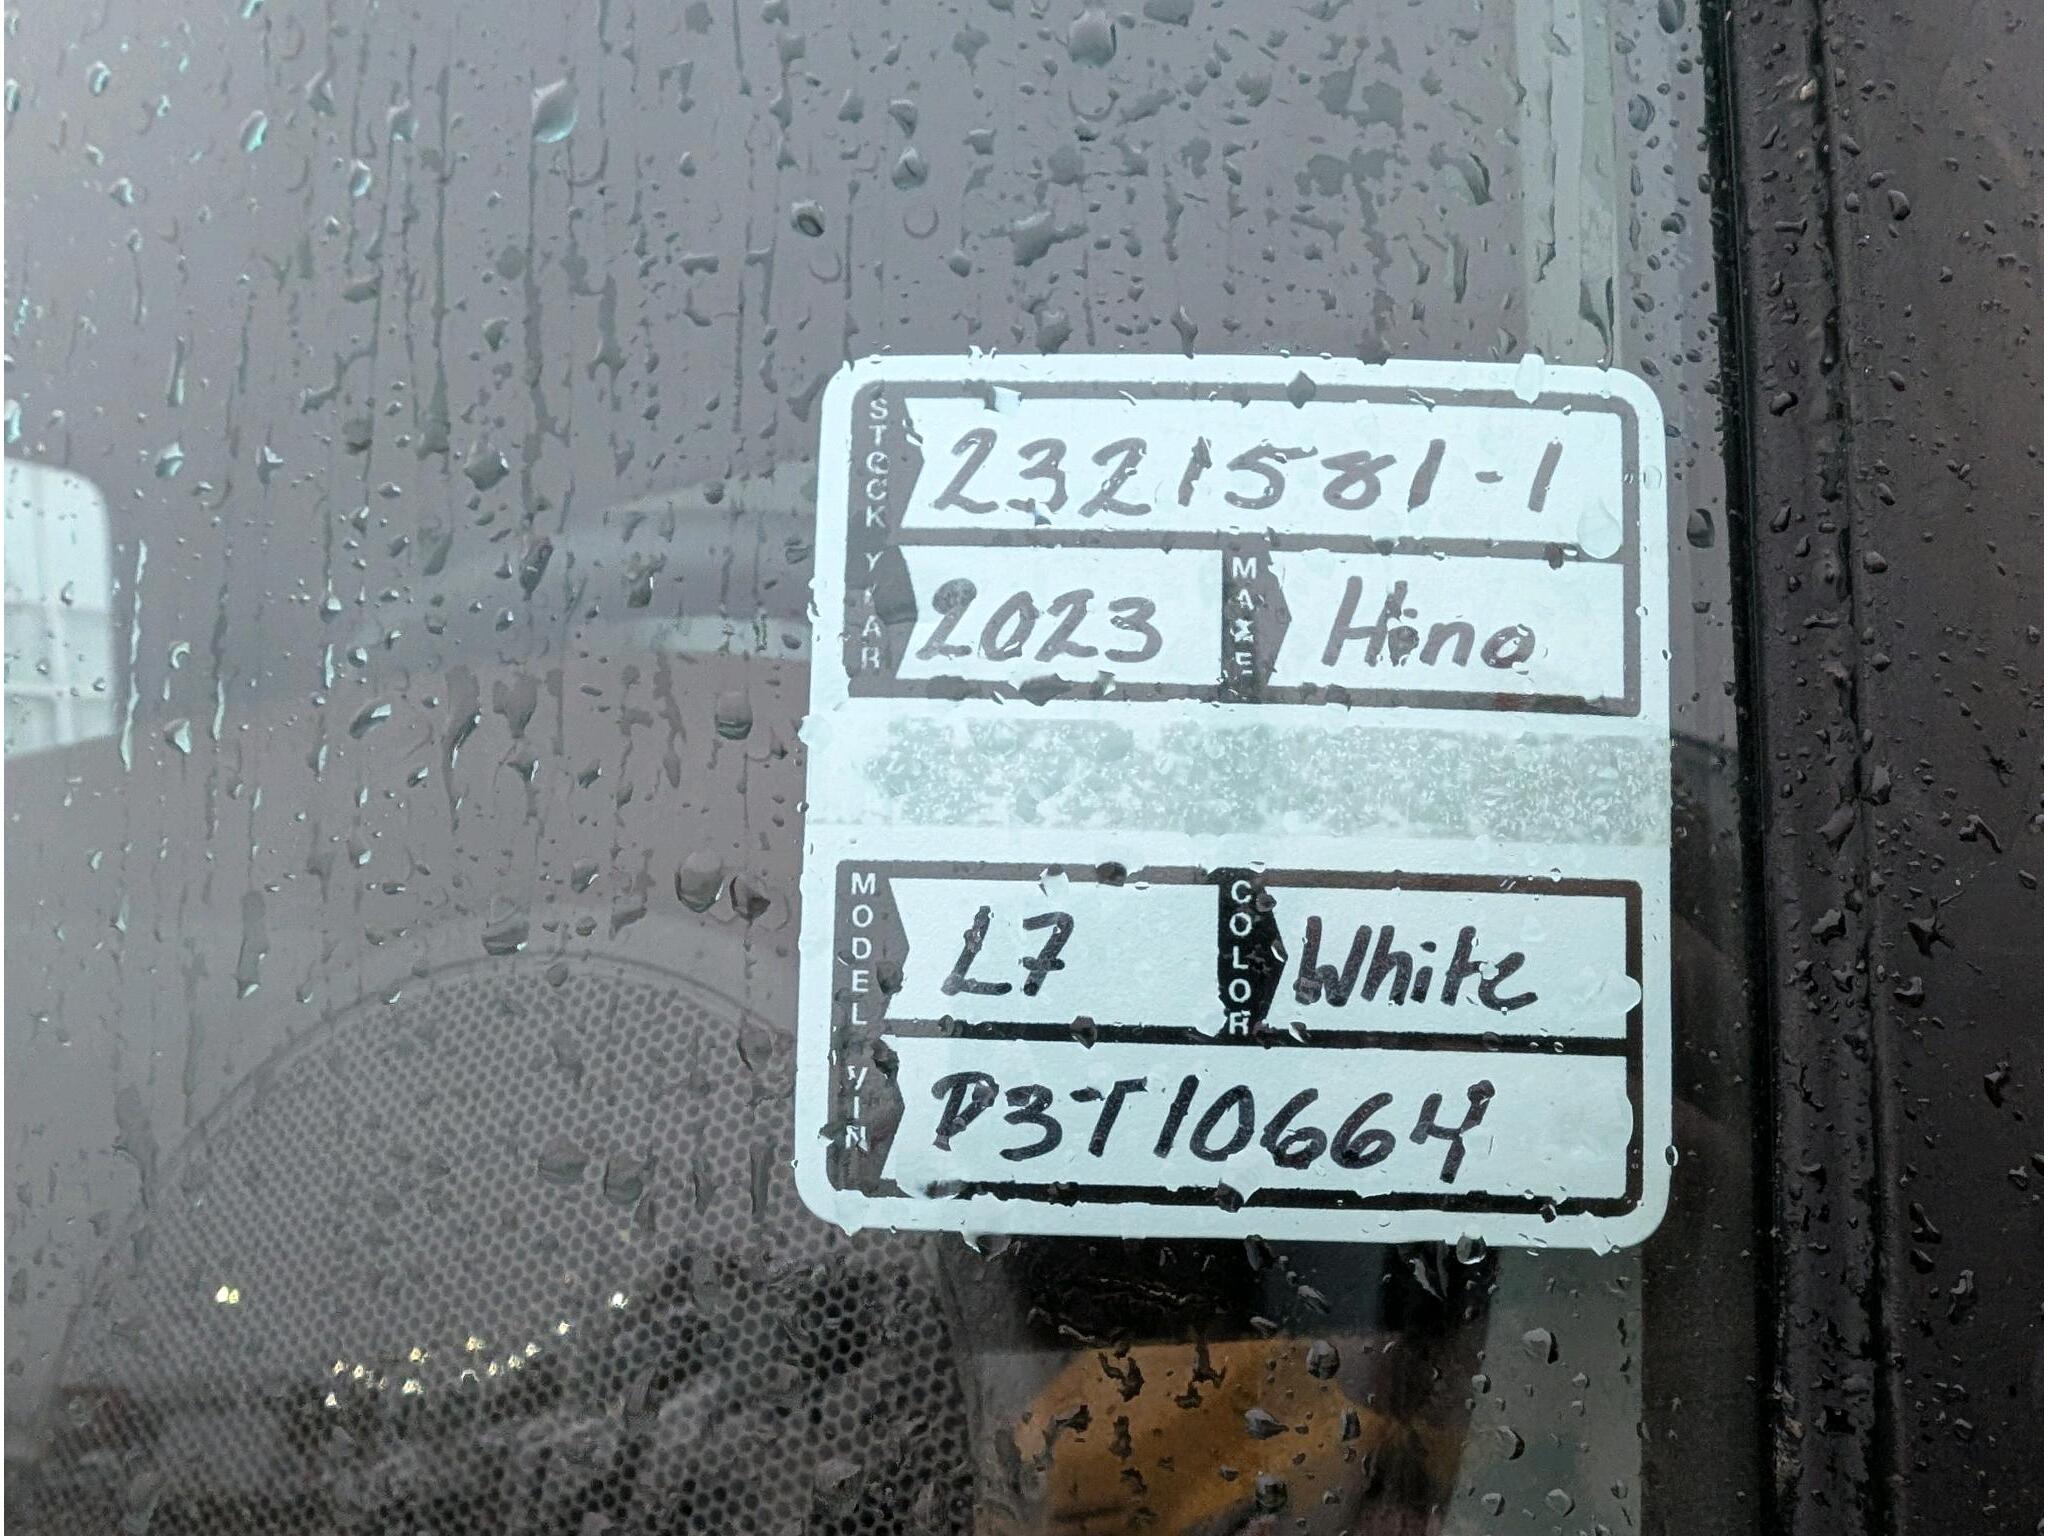 STOCK 2321581-1
YEAR 2023 MAKE Hino
MODEL L7 COLOR White
VIN P3T10664